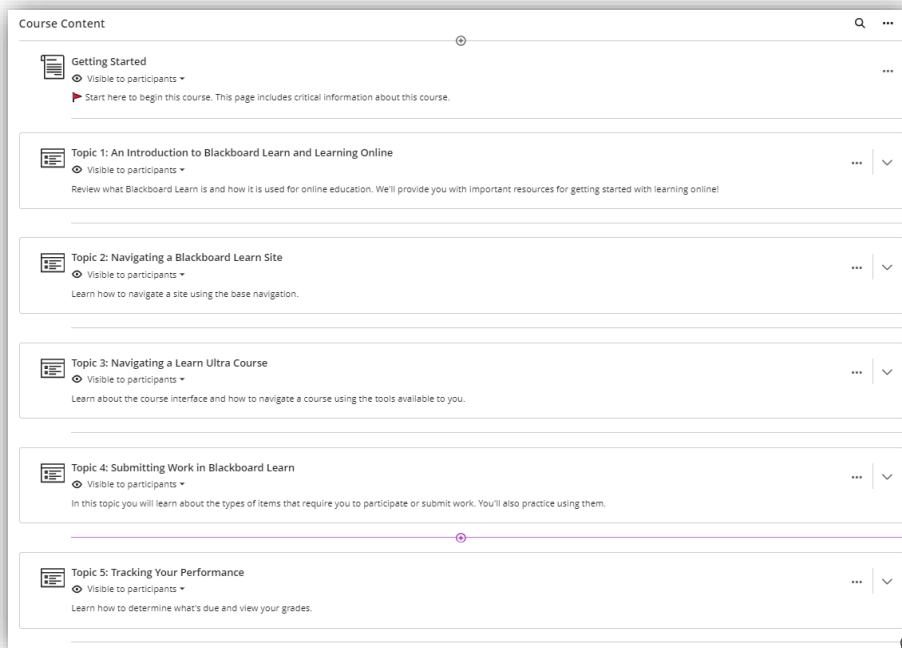 Course Content
Getting Started
Visible to participants
Start here to begin this course. This page includes critical information about this course.
Topic 1: An Introduction to Blackboard Learn and Learning Online
Visible to participants
Review what Blackboard Learn is and how it is used for online education. We'll provide you with important resources for getting started with learning online!
Topic 2: Navigating a Blackboard Learn Site
Visible to participants
Learn how to navigate a site using the base navigation.
Topic 3: Navigating a Learn Ultra Course
Visible to participants
Learn about the course interface and how to navigate a course using the tools available to you.
Topic 4: Submitting Work in Blackboard Learn
Visible to participants
In this topic you will learn about the types of items that require you to participate or submit work. You'll also practice using them.
Topic 5: Tracking Your Performance
Visible to participants
Learn how to determine what's due and view your grades.